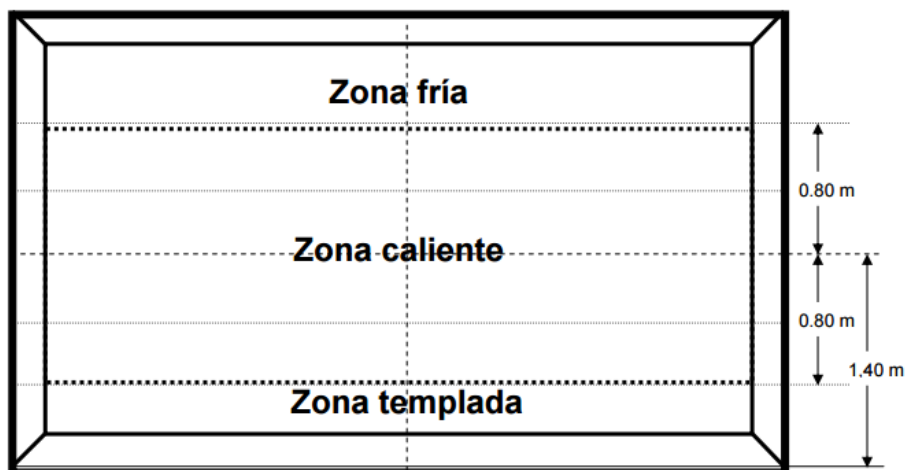 Zona fría
0.80 m
Zona caliente
0.80 m
1,40 m
Zona templada